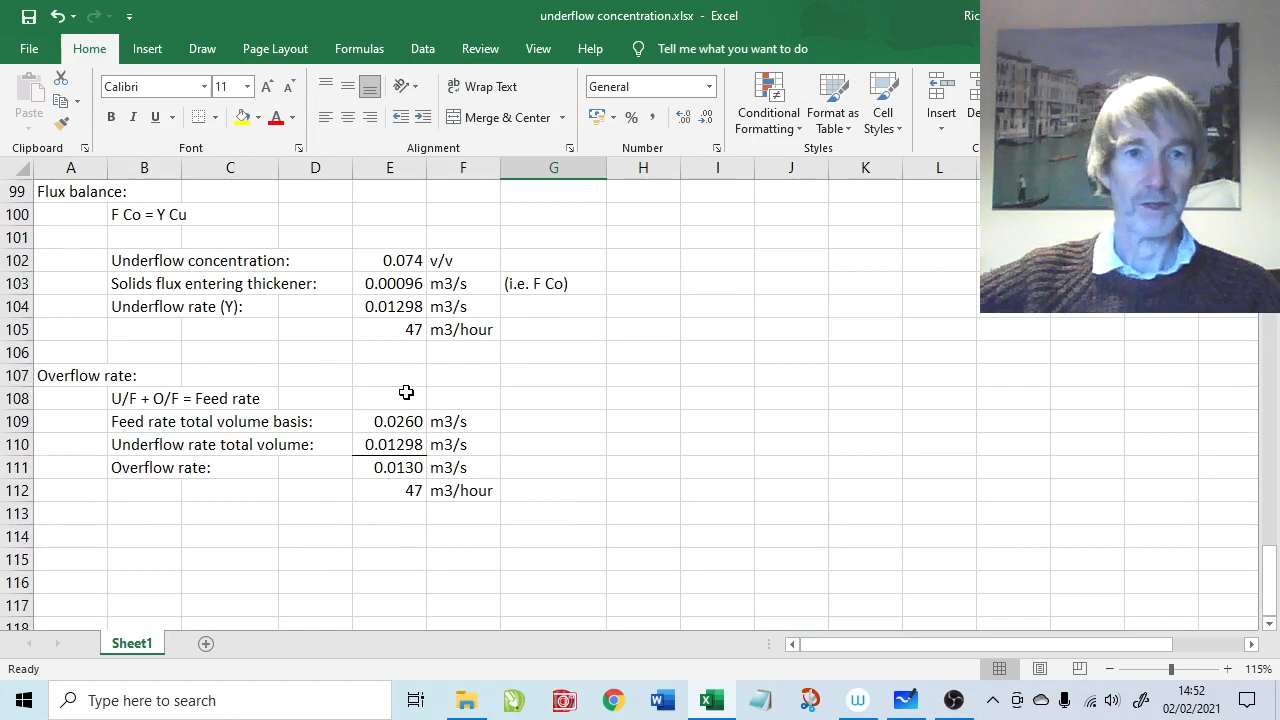 underflow concentration.xlsx - Excel
Ric
File Home Insert Draw Page Layout Formulas Data Review View Help Tell me what you want to do
Paste
Calibri 11
B I U
Wrap Text
Merge & Center
General
Conditional Formatting
Format as Table
Cell Styles
Insert
De
Clipboard Font Alignment Number Styles C
A B C D E F G H I J K L
99 Flux balance:
100 F Co = Y Cu
101
102 Underflow concentration: 0.074 v/v
103 Solids flux entering thickener: 0.00096 m3/s (i.e. F Co)
104 Underflow rate (Y): 0.01298 m3/s
105 47 m3/hour
106
107 Overflow rate:
108 U/F + O/F = Feed rate
109 Feed rate total volume basis: 0.0260 m3/s
110 Underflow rate total volume: 0.01298 m3/s
111 Overflow rate: 0.0130 m3/s
112 47 m3/hour
113
114
115
116
117
118
Sheet1
Ready
115%
Type here to search
14:52
02/02/2021